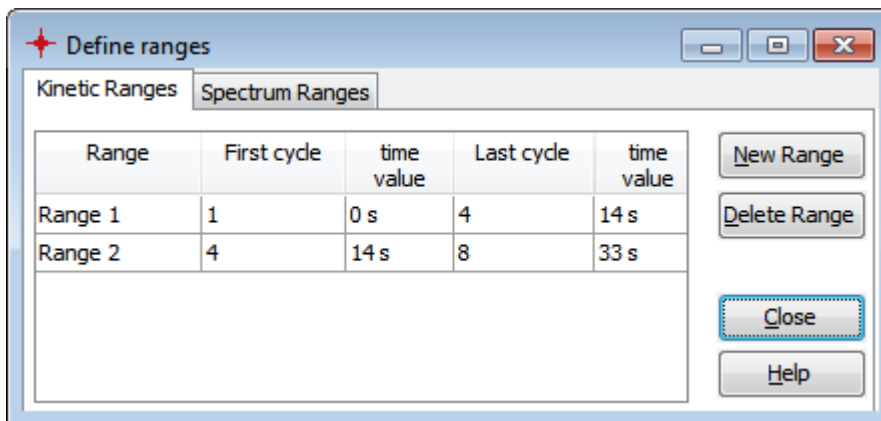 Define ranges
Kinetic Ranges Spectrum Ranges
Range First cycle time value Last cycle time value
Range 1 1 0 s 4 14 s
Range 2 4 14 s 8 33 s
New Range
Delete Range
Close
Help